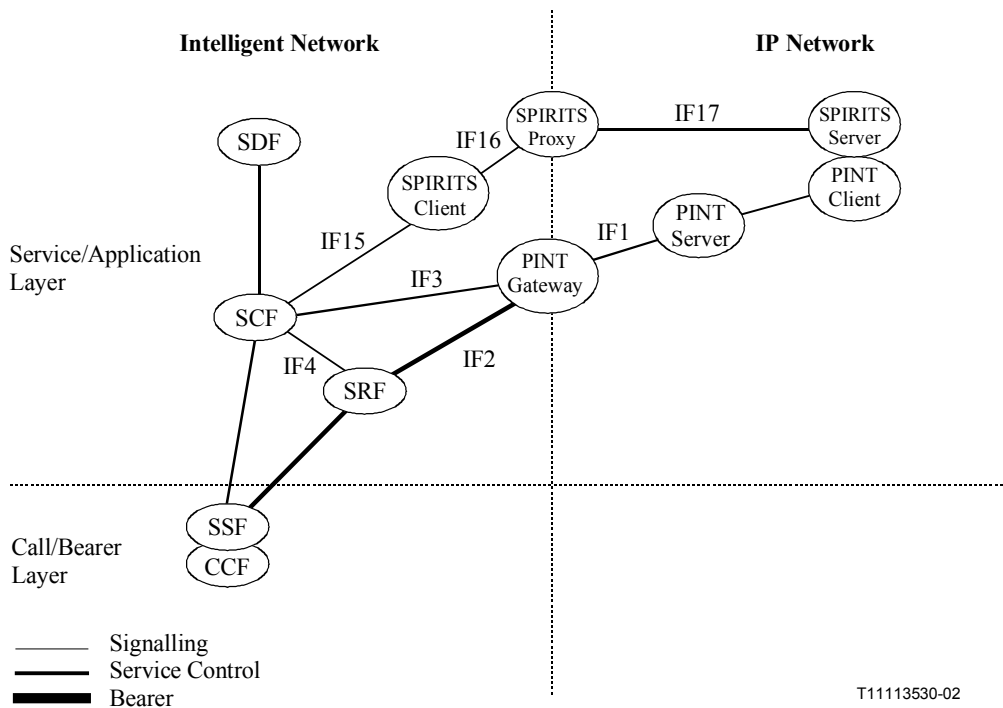 Intelligent Network
IP Network
SDF
IF16
SPIRITS
Proxy
IF17
SPIRITS
Server
SPIRITS
Client
PINT
Client
PINT
Server
IF15
IF1
Service/Application
Layer
IF3
PINT
Gateway
SCF
IF4
IF2
SRF
SSF
CCF
Call/Bearer
Layer
Signalling
Service Control
Bearer
T11113530-02